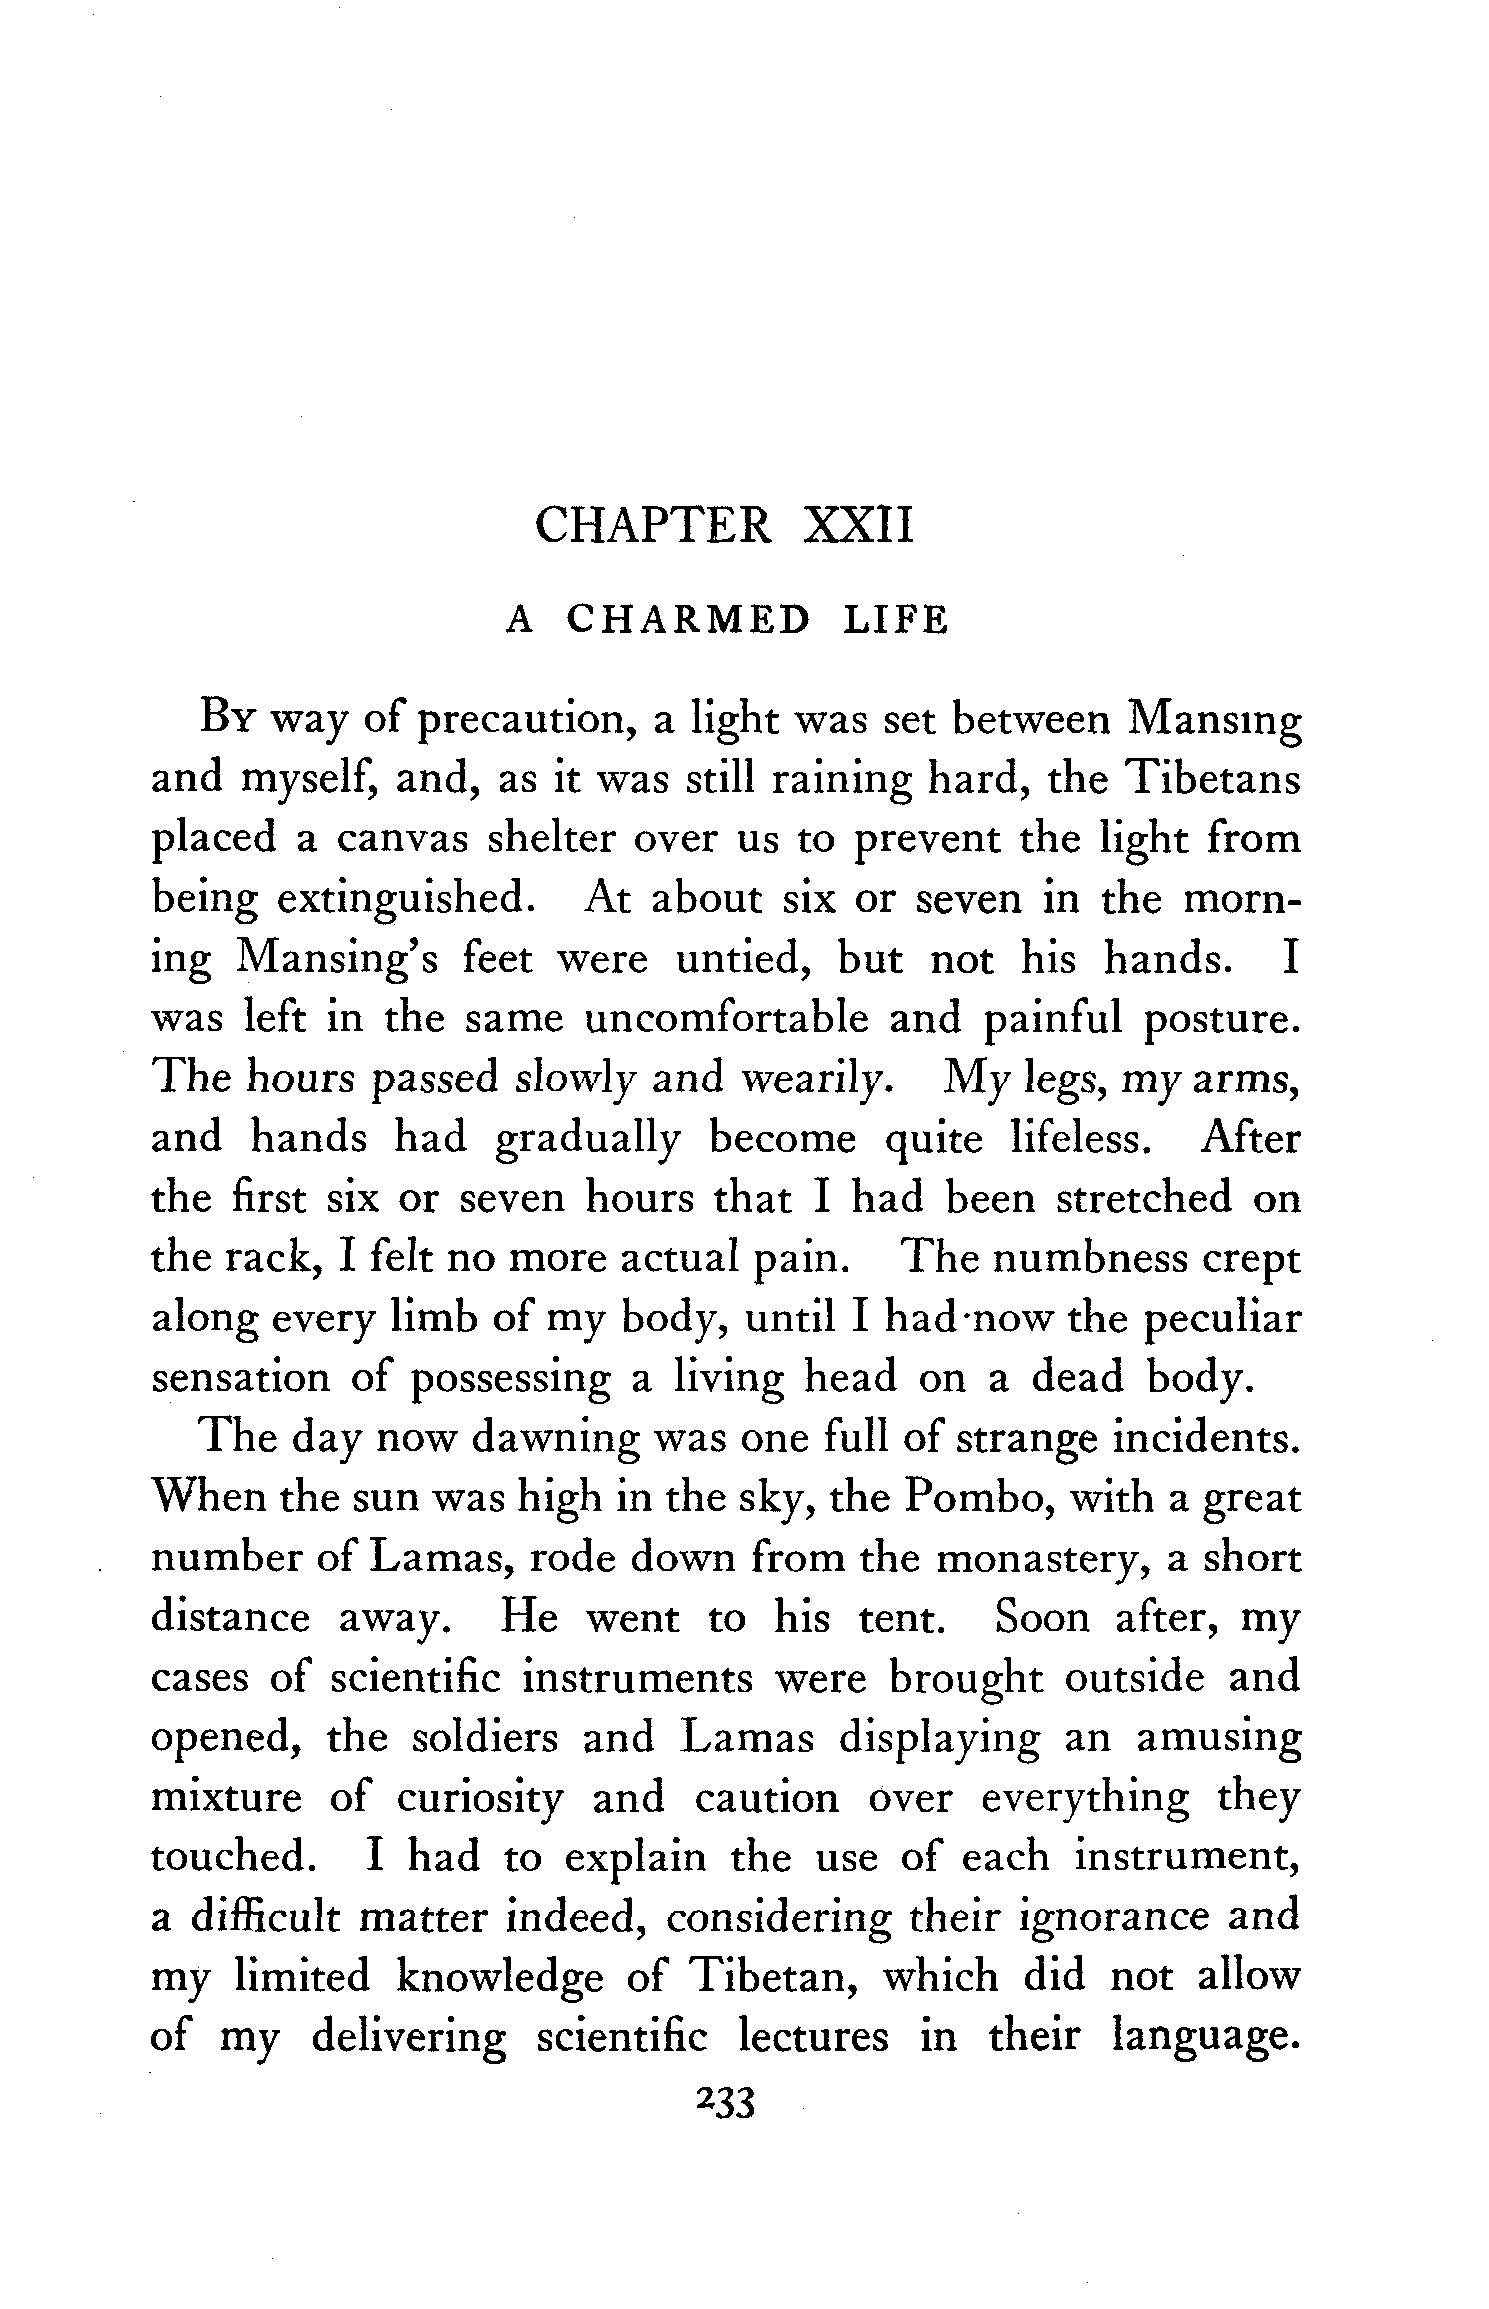 CHAPTER XXII
A CHARMED LIFE
By way of precaution, a light was set between Mansing
and myself, and, as it was still raining hard, the Tibetans
placed a canvas shelter over us to prevent the light from
being extinguished. At about six or seven in the morn-
ing Mansing's feet were untied, but not his hands. I
was left in the same uncomfortable and painful posture.
The hours passed slowly and wearily. My legs, my arms,
and hands had gradually become quite lifeless. After
the first six or seven hours that I had been stretched on
the rack, I felt no more actual pain. The numbness crept
along every limb of my body, until I had now the peculiar
sensation of possessing a living head on a dead body.
The day now dawning was one full of strange incidents.
When the sun was high in the sky, the Pombo, with a great
number of Lamas, rode down from the monastery, a short
distance away. He went to his tent. Soon after, my
cases of scientific instruments were brought outside and
opened, the soldiers and Lamas displaying an amusing
mixture of curiosity and caution over everything they
touched. I had to explain the use of each instrument,
a difficult matter indeed, considering their ignorance and
my limited knowledge of Tibetan, which did not allow
of my delivering scientific lectures in their language.
233